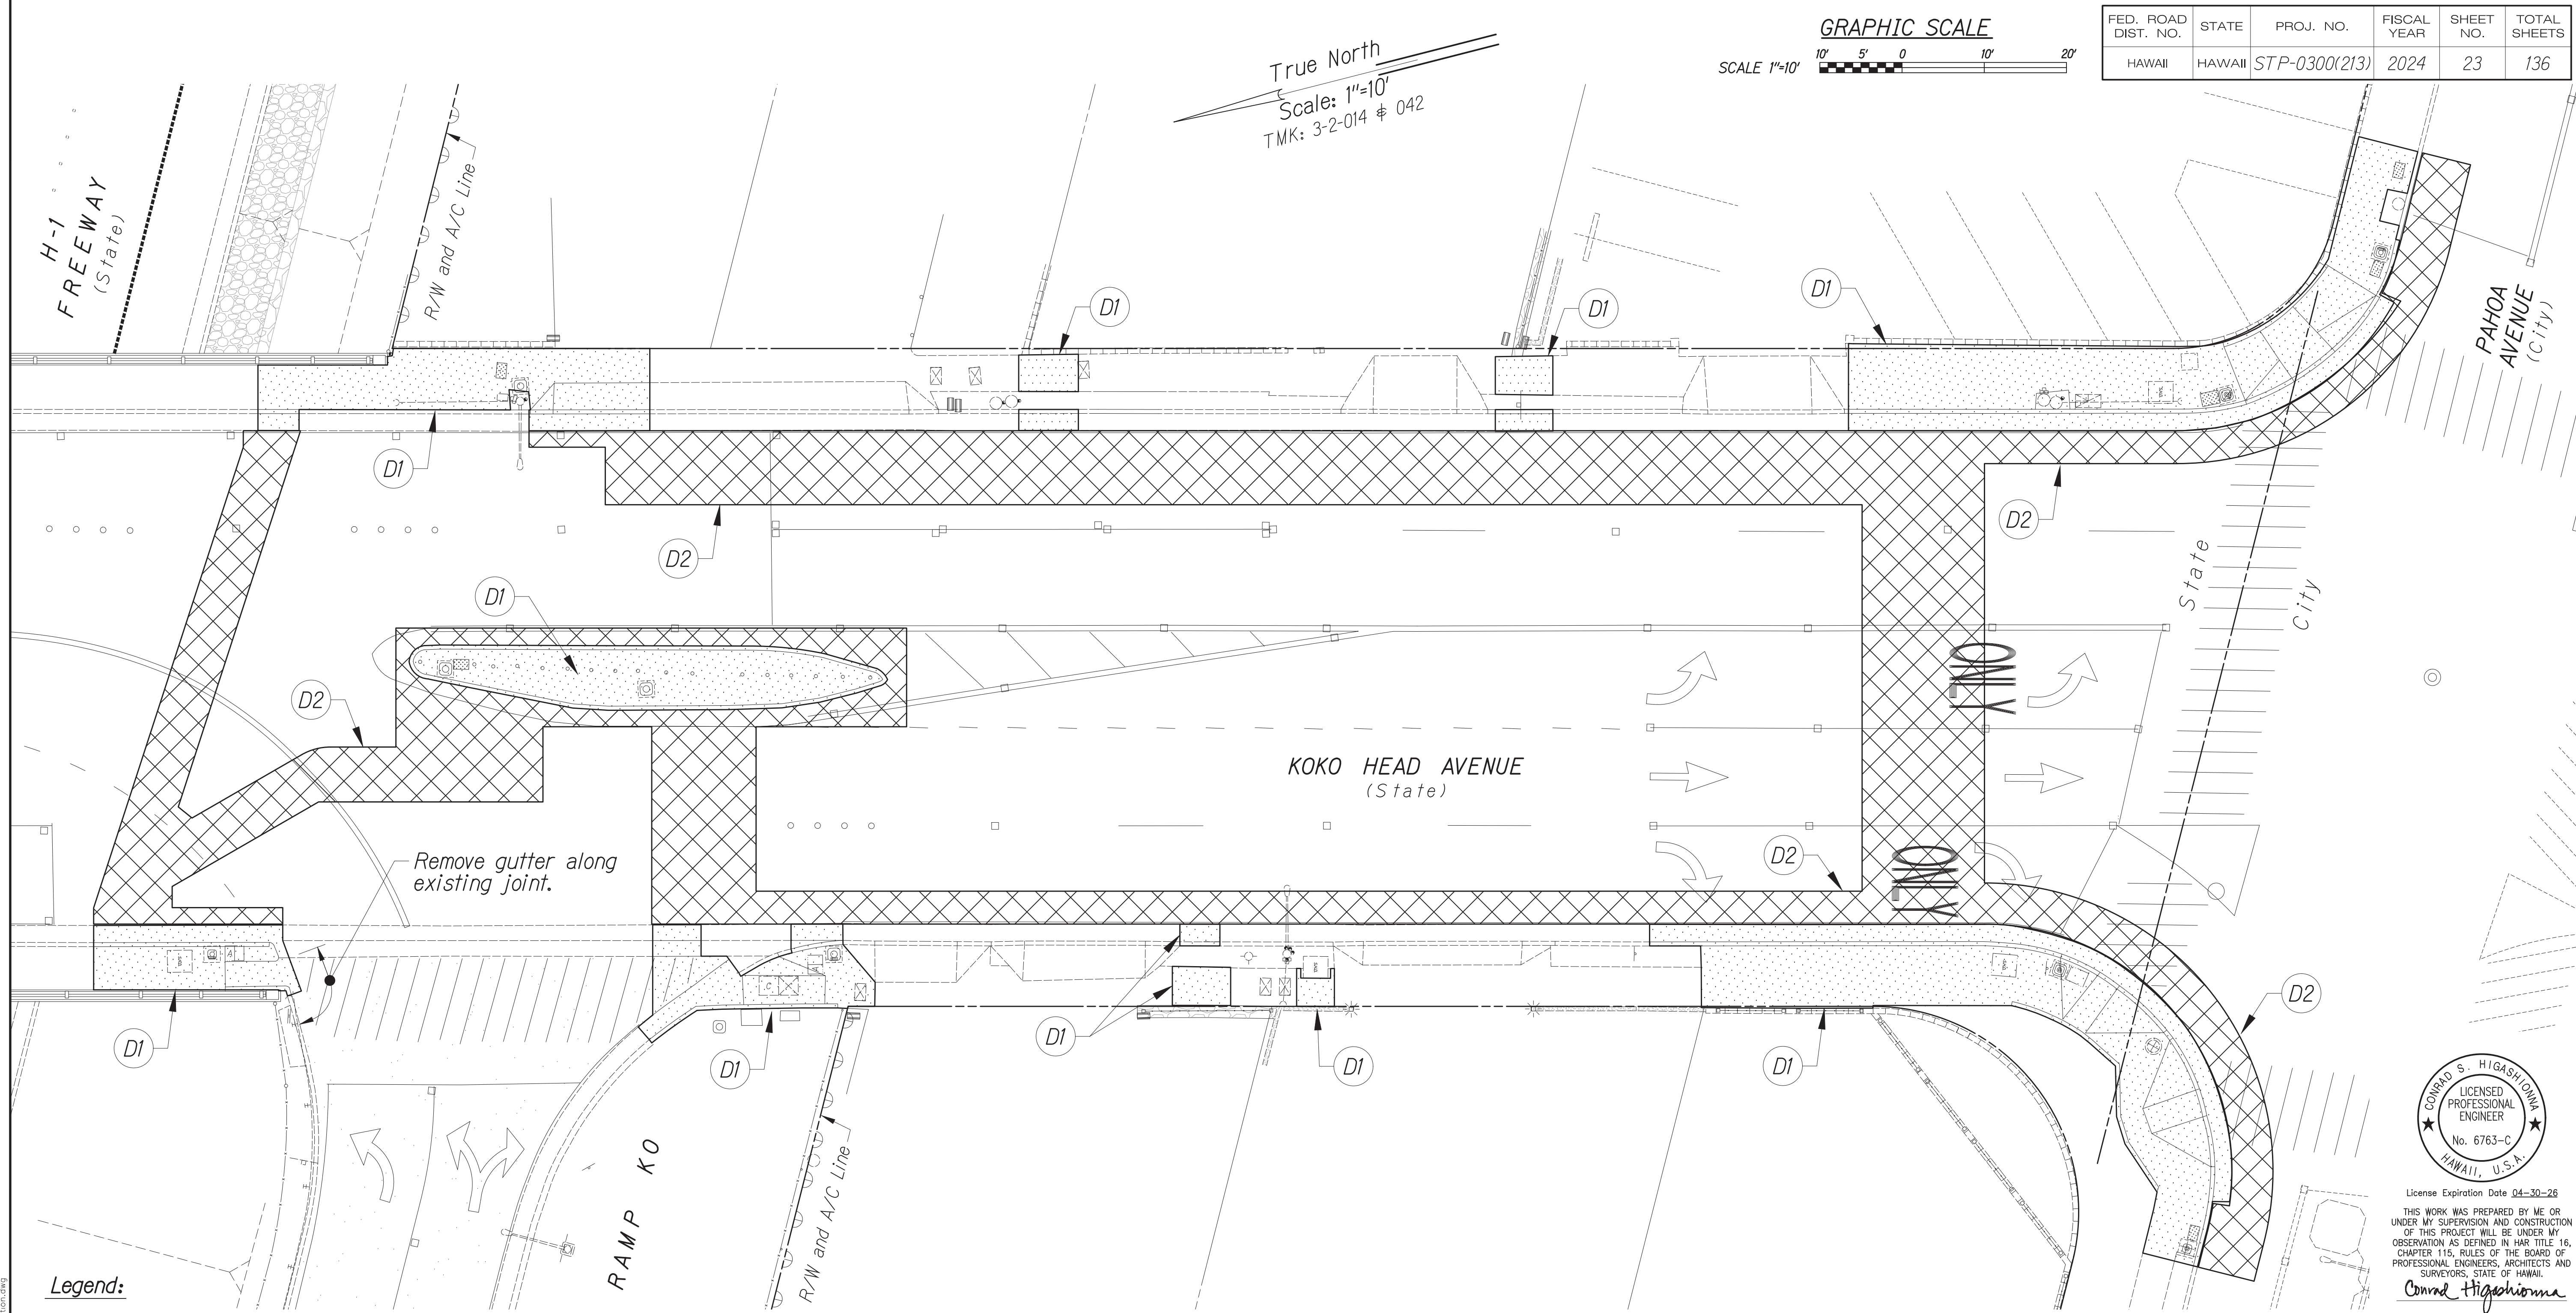 GRAPHIC SCALE
10' 5' 0 10' 20'
SCALE 1"=10'
FED. ROAD DIST. NO. STATE PROJ. NO. FISCAL YEAR SHEET NO. TOTAL SHEETS
HAWAII HAWAII STP-0300(213) 2024 23 136
True North
Scale: 1"=10'
TMK: 3-2-014 & 042
H-1
FREEWAY
(State)
R/W and A/C Line
D1
D1
D1
D1
PAHOA
AVENUE
(City)
D2
D2
D1
D2
State
City
ONLY
KOKO HEAD AVENUE
(State)
D2
ONLY
Remove gutter along
existing joint.
D1
D1
D1
D1
D1
D2
RAMP KO
R/W and A/C Line
Legend:
CONRAD S. HIGASHIONNA
LICENSED
PROFESSIONAL
ENGINEER
No. 6763-C
HAWAII, U.S.A.
License Expiration Date 04-30-26
THIS WORK WAS PREPARED BY ME OR
UNDER MY SUPERVISION AND CONSTRUCTION
OF THIS PROJECT WILL BE UNDER MY
OBSERVATION AS DEFINED IN HAR TITLE 16,
CHAPTER 115, RULES OF THE BOARD OF
PROFESSIONAL ENGINEERS, ARCHITECTS AND
SURVEYORS, STATE OF HAWAII.
Conrad Higashionna